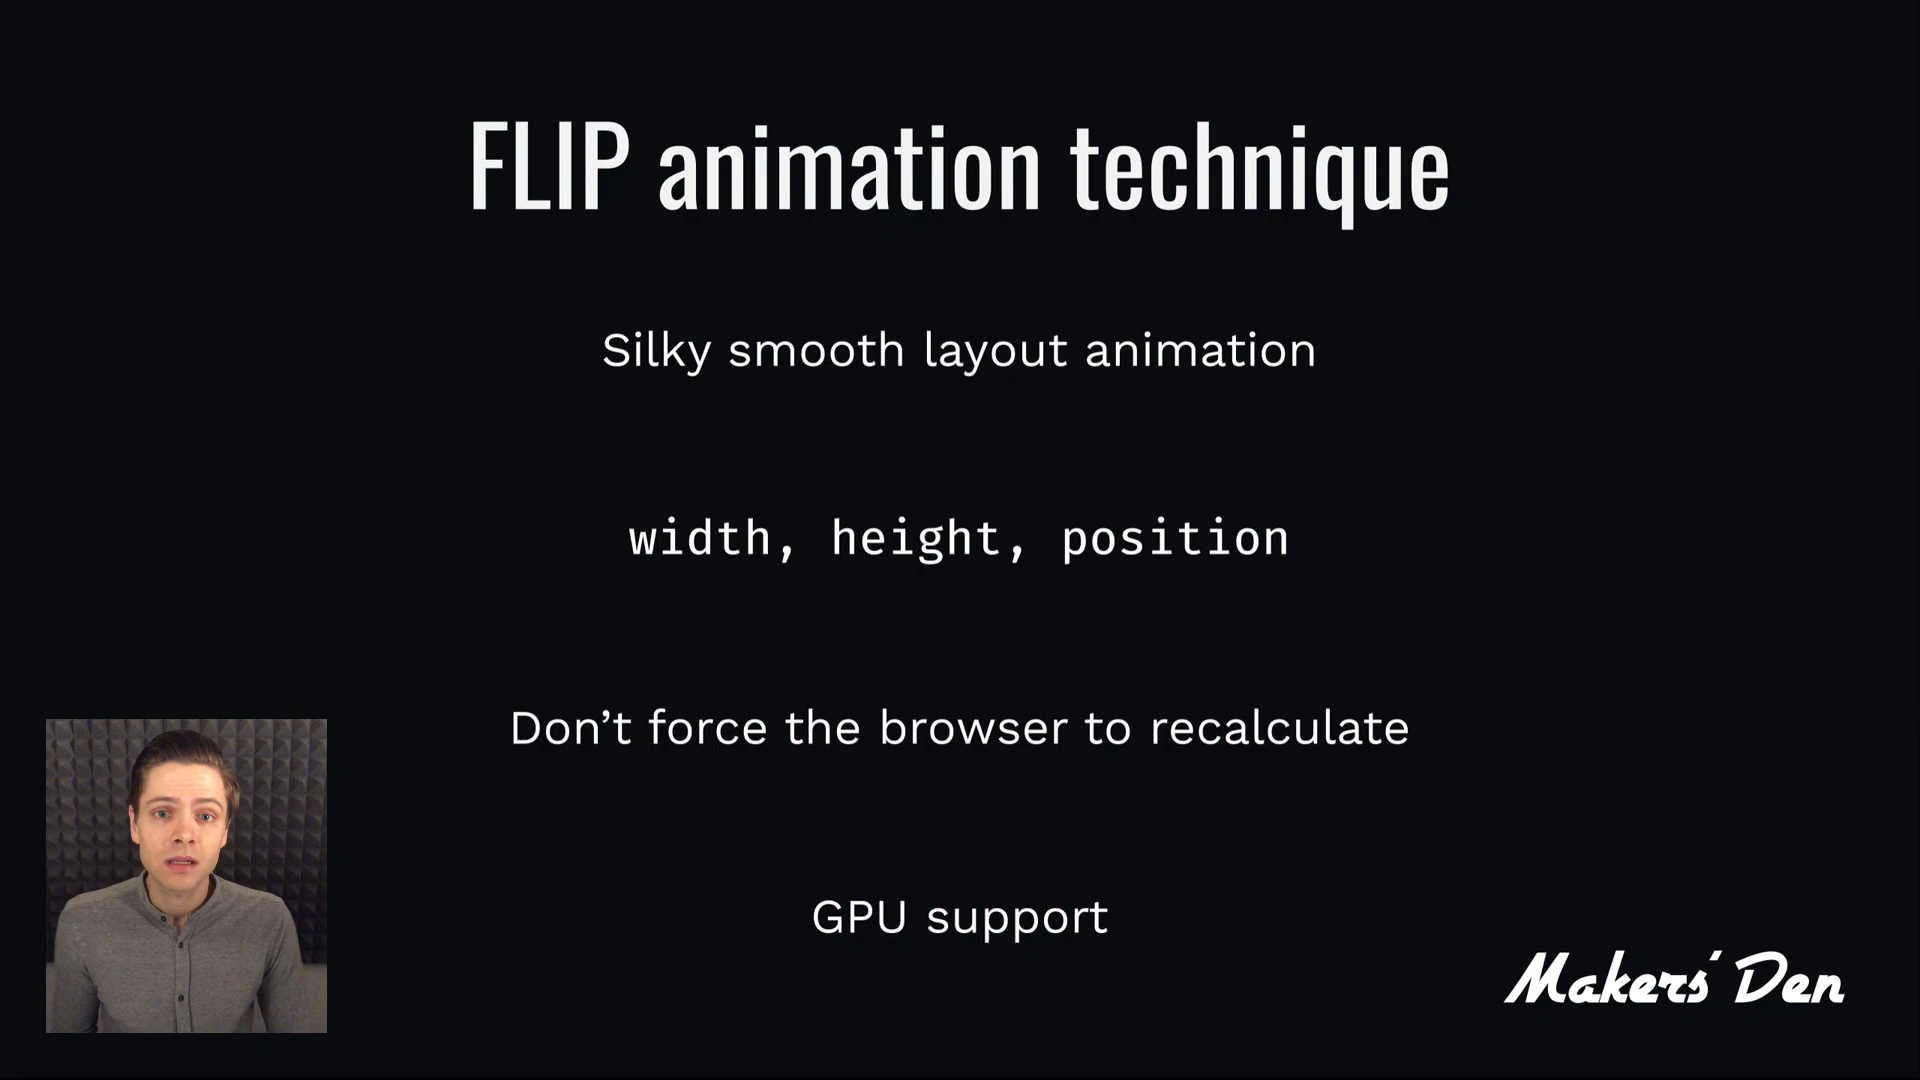 FLIP animation technique
Silky smooth layout animation
width, height, position
Don’t force the browser to recalculate
GPU support
Makers' Den